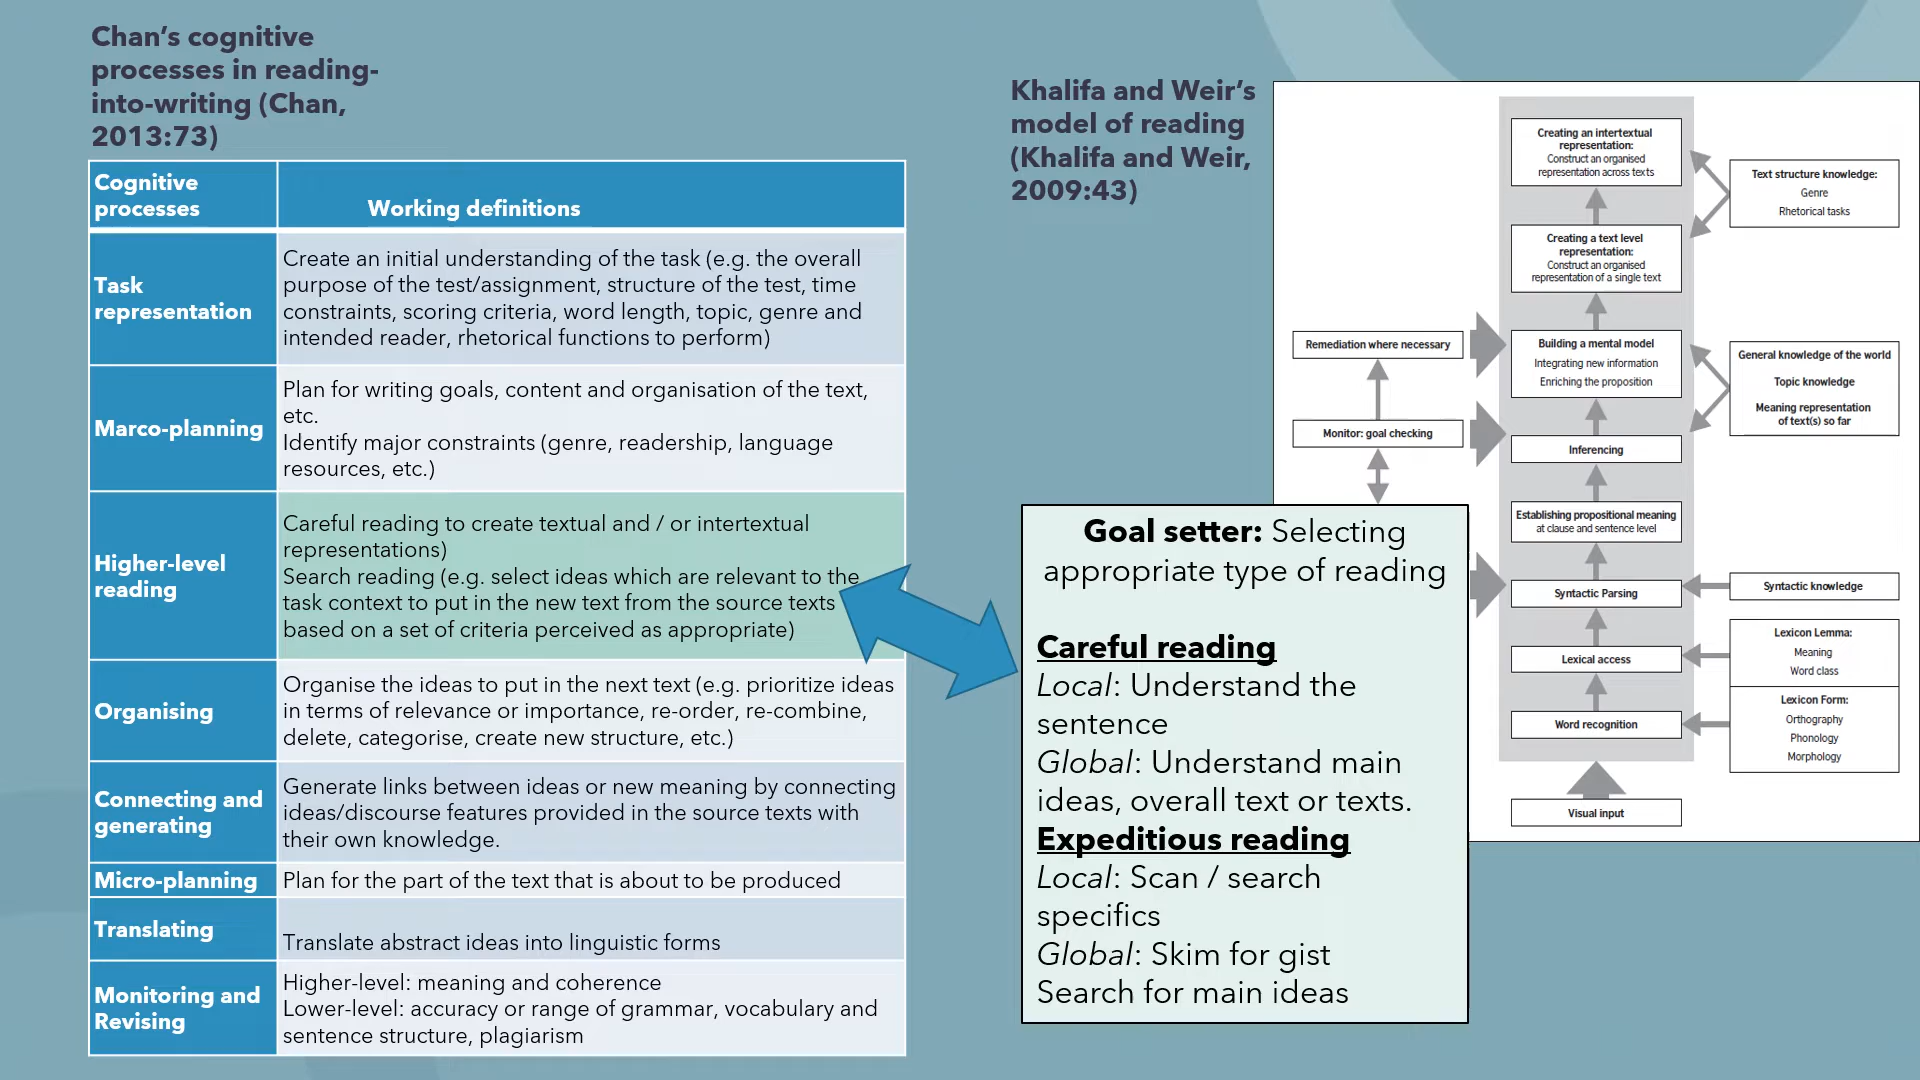 Chan’s cognitive
processes in reading-
into-writing (Chan,
2013:73)
Cognitive
processes
Working definitions
Task
representation
Create an initial understanding of the task (e.g. the overall
purpose of the test/assignment, structure of the test, time
constraints, scoring criteria, word length, topic, genre and
intended reader, rhetorical functions to perform)
Marco-planning
Plan for writing goals, content and organisation of the text,
etc.
Identify major constraints (genre, readership, language
resources, etc.)
Higher-level
reading
Careful reading to create textual and / or intertextual
representations)
Search reading (e.g. select ideas which are relevant to the
task context to put in the new text from the source texts
based on a set of criteria perceived as appropriate)
Organising
Organise the ideas to put in the next text (e.g. prioritize ideas
in terms of relevance or importance, re-order, re-combine,
delete, categorise, create new structure, etc.)
Connecting and
generating
Generate links between ideas or new meaning by connecting
ideas/discourse features provided in the source texts with
their own knowledge.
Micro-planning
Plan for the part of the text that is about to be produced
Translating
Translate abstract ideas into linguistic forms
Monitoring and
Revising
Higher-level: meaning and coherence
Lower-level: accuracy or range of grammar, vocabulary and
sentence structure, plagiarism
Khalifa and Weir’s
model of reading
(Khalifa and Weir,
2009:43)
Remediation where necessary
Monitor: goal checking
Goal setter: Selecting
appropriate type of reading
Careful reading
Local: Understand the
sentence
Global: Understand main
ideas, overall text or texts.
Expeditious reading
Local: Scan / search
specifics
Global: Skim for gist
Search for main ideas
Creating an intertextual
representation:
Construct an organised
representation across texts
Creating a text level
representation:
Construct an organised
representation of a single text
Building a mental model
Integrating new information
Enriching the proposition
Inferencing
Establishing propositional meaning
at clause and sentence level
Syntactic Parsing
Lexical access
Word recognition
Visual input
Text structure knowledge:
Genre
Rhetorical tasks
General knowledge of the world
Topic knowledge
Meaning representation
of text(s) so far
Syntactic knowledge
Lexicon Lemma:
Meaning
Word class
Lexicon Form:
Orthography
Phonology
Morphology